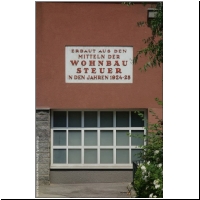 ERBAUT AUS DEN
MITTELN DER
WOHNBAU
STEUER
IN DEN JAHREN 1924-26